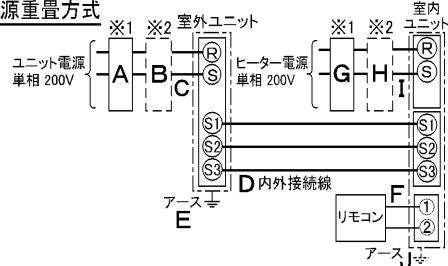 源重畳方式
※1 ※2 室外ユニット ※1 ※2 室内ユニット
ユニット電源
単相 200V
A B C R S
ヒーター電源
単相 200V
G H I R S
S1 S1
S2 S2
S3 S3
D 内外接続線
アース
E
F
リモコン
①
②
アース
J